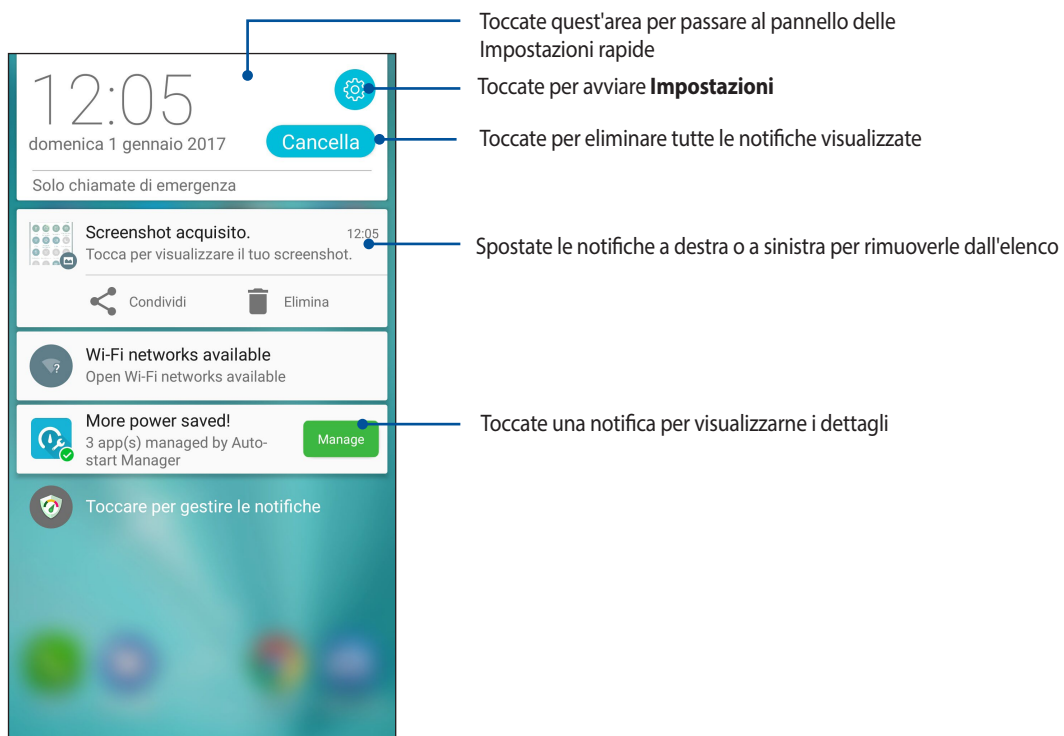 Toccate quest'area per passare al pannello delle
Impostazioni rapide
Toccate per avviare Impostazioni
Toccate per eliminare tutte le notifiche visualizzate
Spostate le notifiche a destra o a sinistra per rimuoverle dall'elenco
Toccate una notifica per visualizzarne i dettagli
12:05
domenica 1 gennaio 2017
Cancella
Solo chiamate di emergenza
Screenshot acquisito.
12:05
Tocca per visualizzare il tuo screenshot.
Condividi
Elimina
Wi-Fi networks available
Open Wi-Fi networks available
More power saved!
3 app(s) managed by Auto-
start Manager
Manage
Toccare per gestire le notifiche